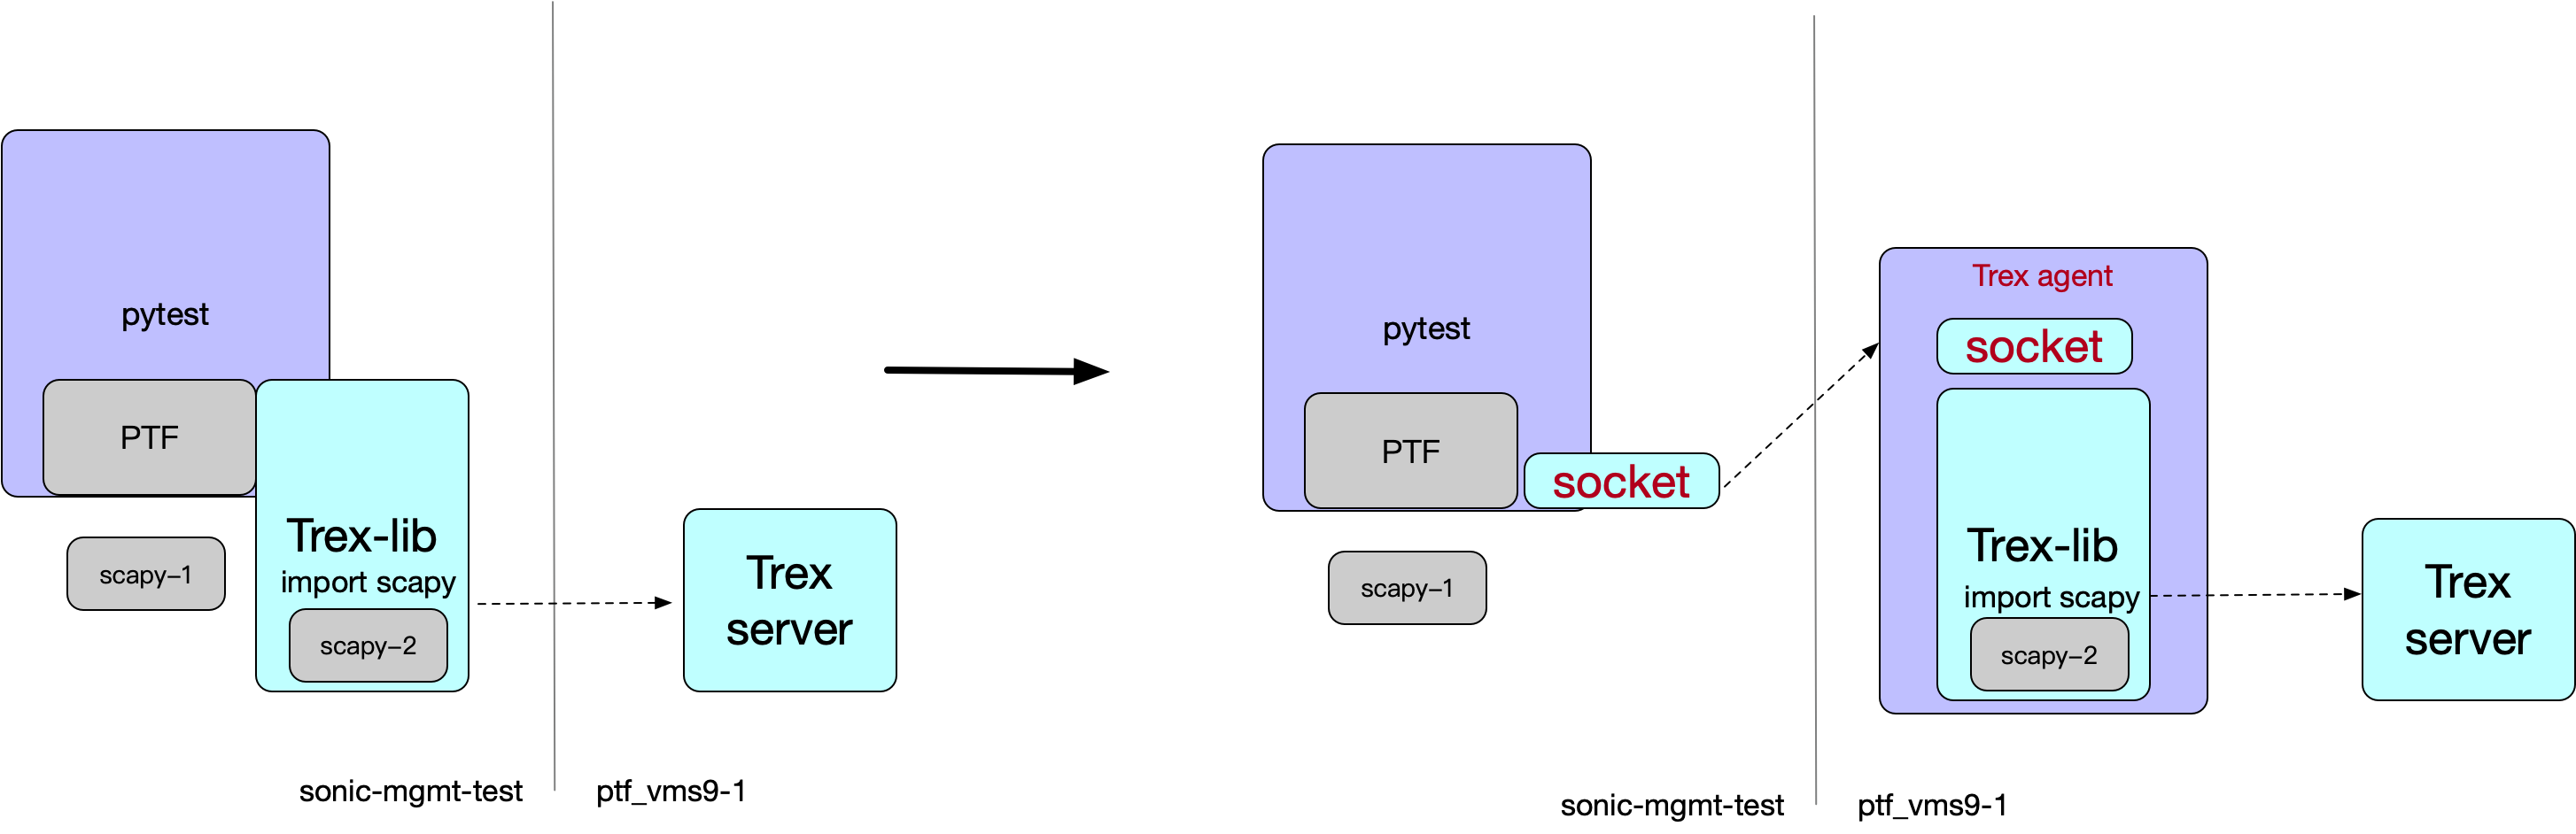 pytest
PTF
Trex-lib
import scapy
scapy-1
scapy-2
Trex
server
sonic-mgmt-test
ptf_vms9-1
pytest
PTF
socket
scapy-1
Trex agent
socket
Trex-lib
import scapy
scapy-2
Trex
server
sonic-mgmt-test
ptf_vms9-1